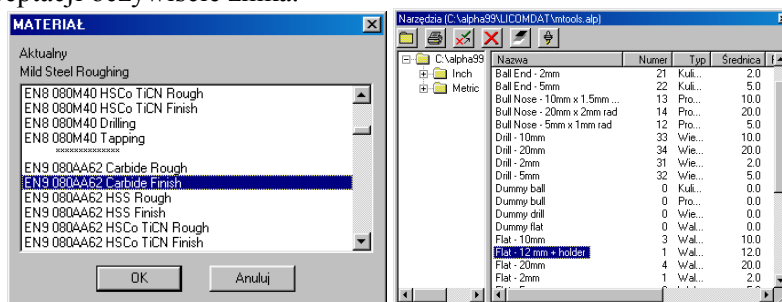 eptacji oczywiście zmna.
MATERIAŁ
Aktualny
Mild Steel Roughing
EN8 080M40 HSCo TiCN Rough
EN8 080M40 HSCo TiCN Finish
EN8 080M40 Drilling
EN8 080M40 Tapping
**************
EN9 080AA62 Carbide Rough
EN9 080AA62 Carbide Finish
EN9 080AA62 HSS Rough
EN9 080AA62 HSS Finish
EN9 080AA62 HSCo TiCN Rough
EN9 080AA62 HSCo TiCN Finish
OK Anuluj
Narzędzia (C:\alpha99\LICOMDAT\mtools.alp)
C:\alpha99
Inch
Metric
Nazwa Numer Typ Średnica
Ball End - 2mm 21 Kuli... 2.0
Ball End - 5mm 22 Kuli... 5.0
Bull Nose - 10mm x 1.5mm ... 13 Pro... 10.0
Bull Nose - 20mm x 2mm rad 14 Pro... 20.0
Bull Nose - 5mm x 1mm rad 12 Pro... 5.0
Drill - 10mm 33 Wie... 10.0
Drill - 20mm 34 Wie... 20.0
Drill - 2mm 31 Wie... 2.0
Drill - 5mm 32 Wie... 5.0
Dummy ball 0 Kuli... 0.0
Dummy bull 0 Pro... 0.0
Dummy drill 0 Wie... 0.0
Dummy flat 0 Wal... 0.0
Flat - 10mm 3 Wal... 10.0
Flat - 12 mm + holder 1 Wal... 12.0
Flat - 20mm 4 Wal... 20.0
Flat - 2mm 1 Wal... 2.0